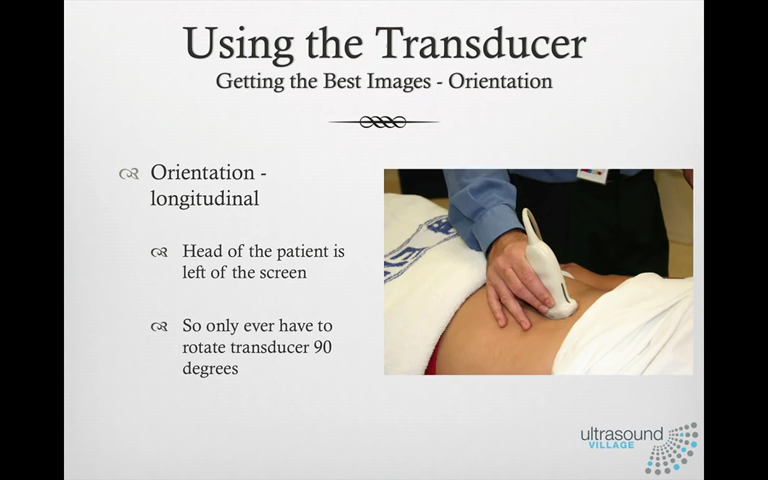 Using the Transducer
Getting the Best Images - Orientation
Orientation -
longitudinal
Head of the patient is
left of the screen
So only ever have to
rotate transducer 90
degrees
ultrasound
VILLAGE